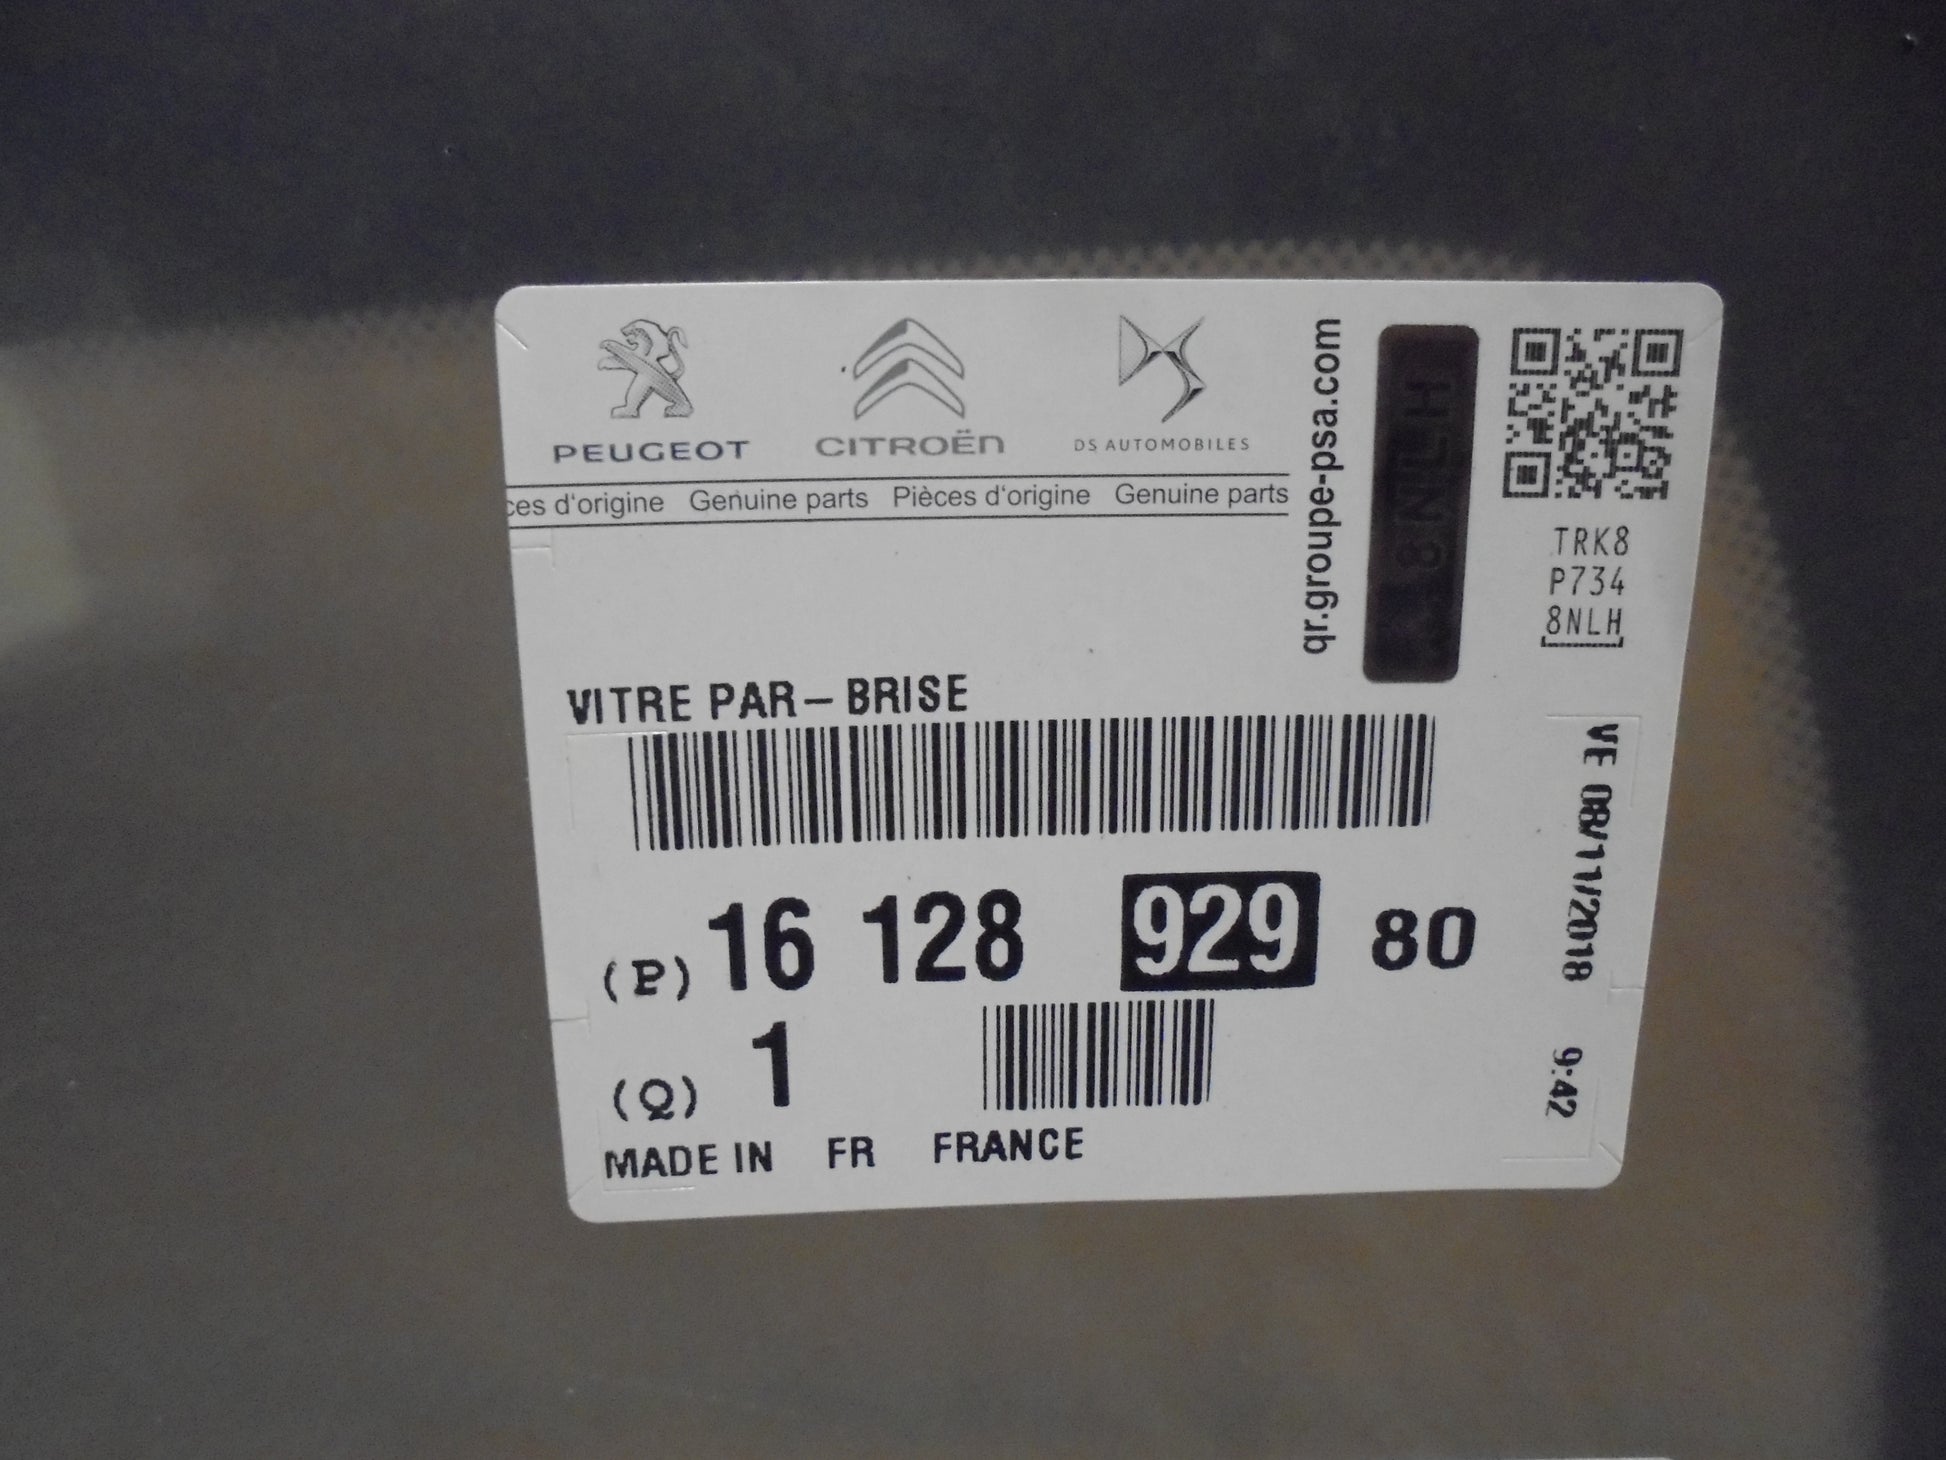 PEUGEOT
CITROËN
DS AUTOMOBILES
ces d'origine Genuine parts Pièces d'origine Genuine parts
qr.groupe-psa.com
8NLH
TRK8
P734
8NLH
VITRE PAR-BRISE
(P) 16 128 929 80
(Q) 1
MADE IN FR FRANCE
VE 08/11/2018 9:42